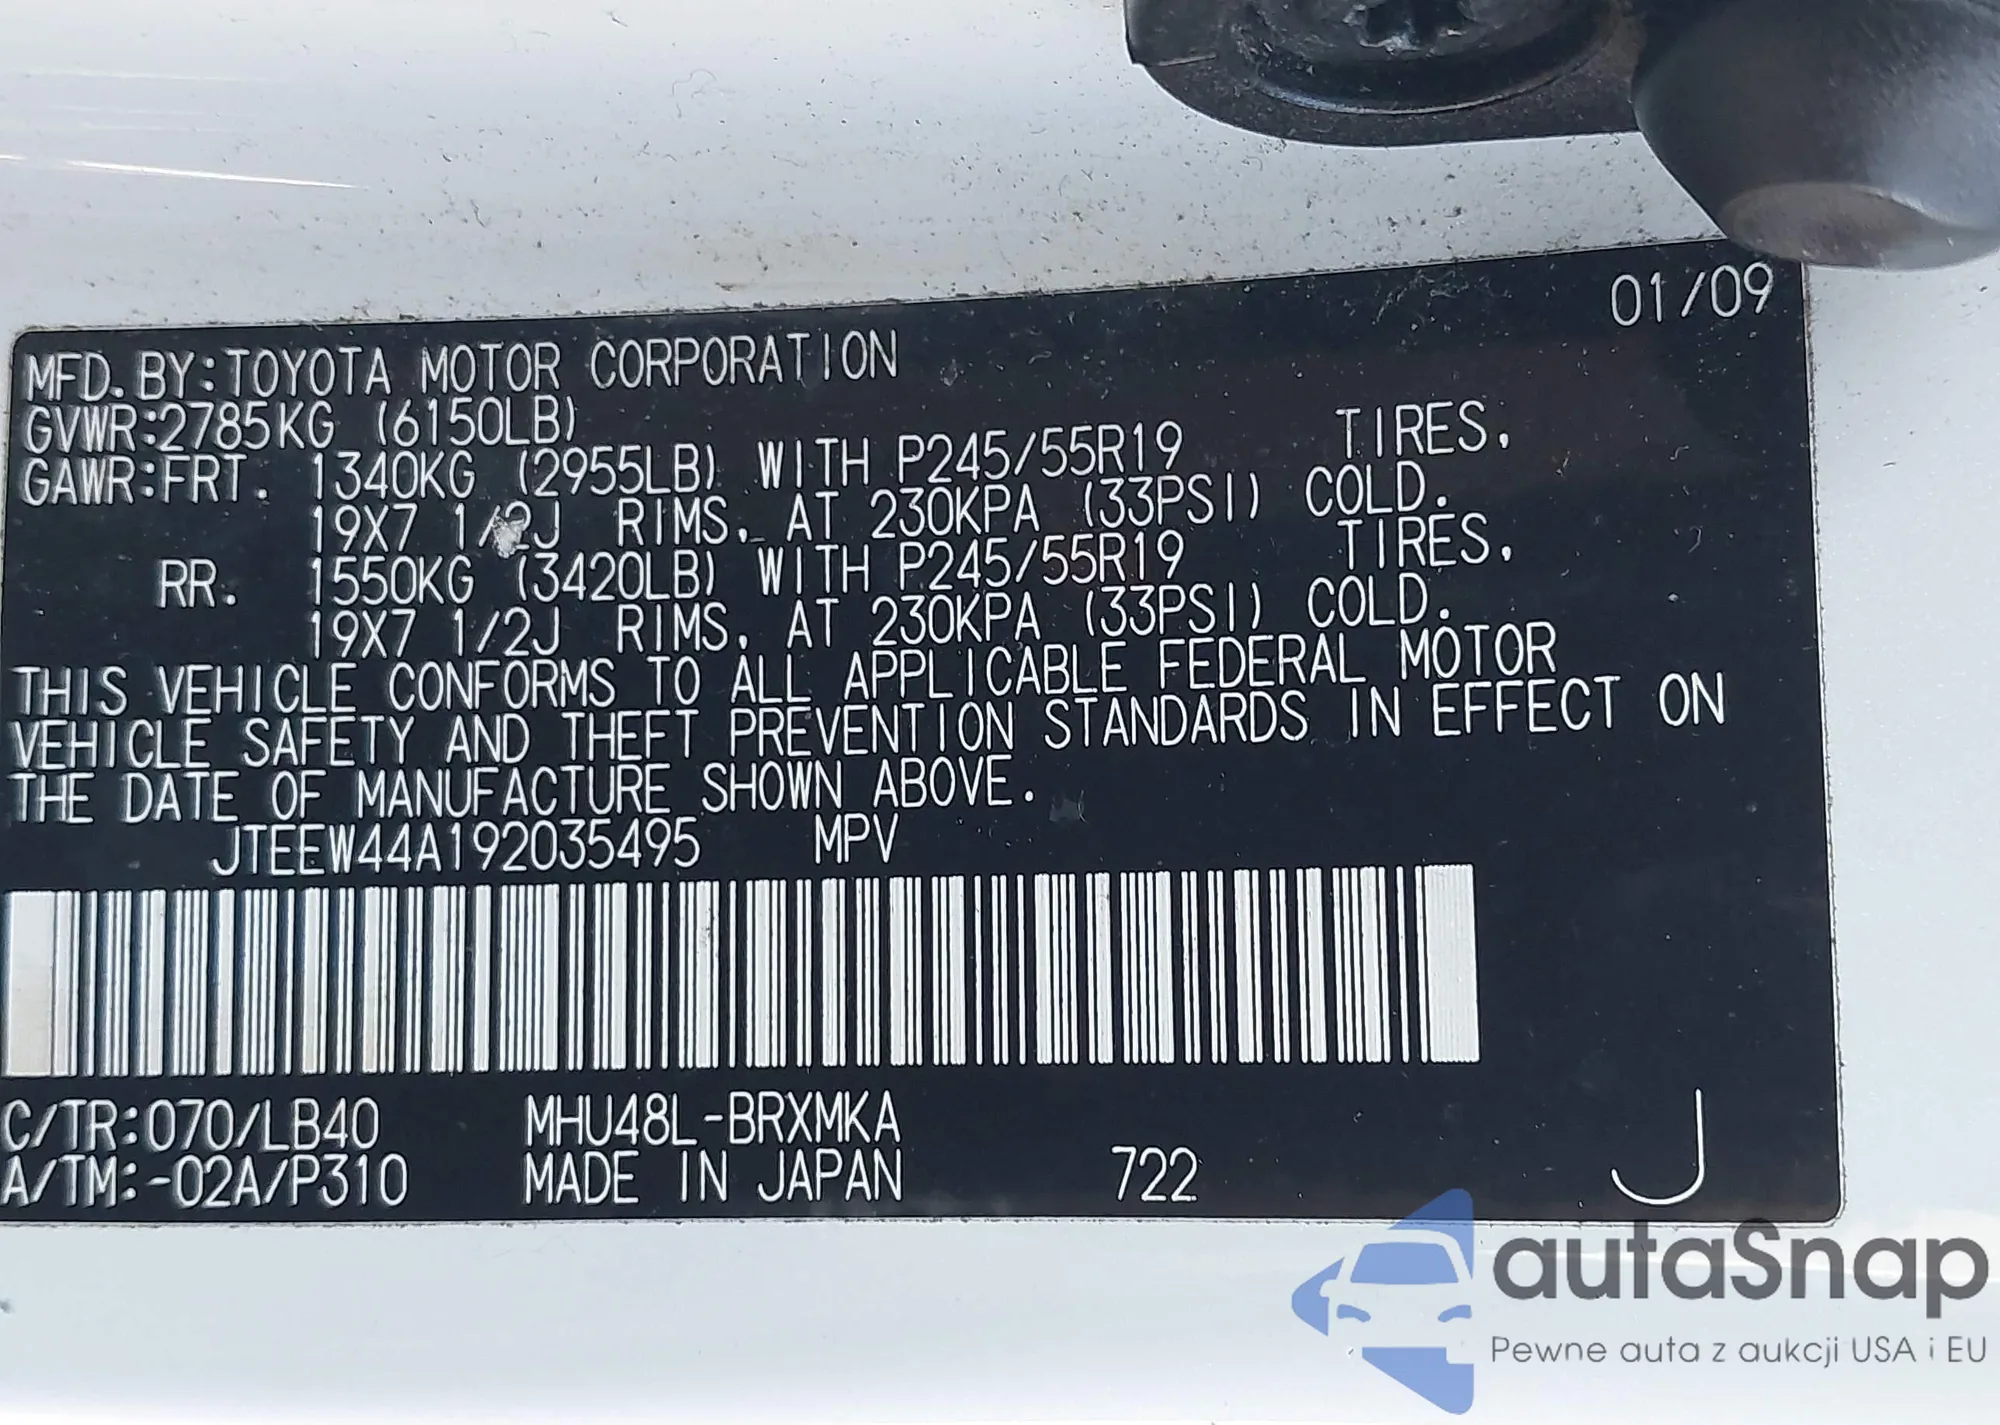 01/09
MFD. BY:TOYOTA MOTOR CORPORATION
GVWR:2785KG (6150LB)
GAWR:FRT. 1340KG (2955LB) WITH P245/55R19 TIRES,
19X7 1/2J RIMS, AT 230KPA (33PSI) COLD.
RR. 1550KG (3420LB) WITH P245/55R19 TIRES,
19X7 1/2J RIMS, AT 230KPA (33PSI) COLD.
THIS VEHICLE CONFORMS TO ALL APPLICABLE FEDERAL MOTOR
VEHICLE SAFETY AND THEFT PREVENTION STANDARDS IN EFFECT ON
THE DATE OF MANUFACTURE SHOWN ABOVE.
JTEEW44A192035495 MPV
C/TR:070/LB40 MHU48L-BRXMKA
A/TM:-02A/P310 MADE IN JAPAN 722 J
autaSnap
Pewne auta z aukcji USA i EU